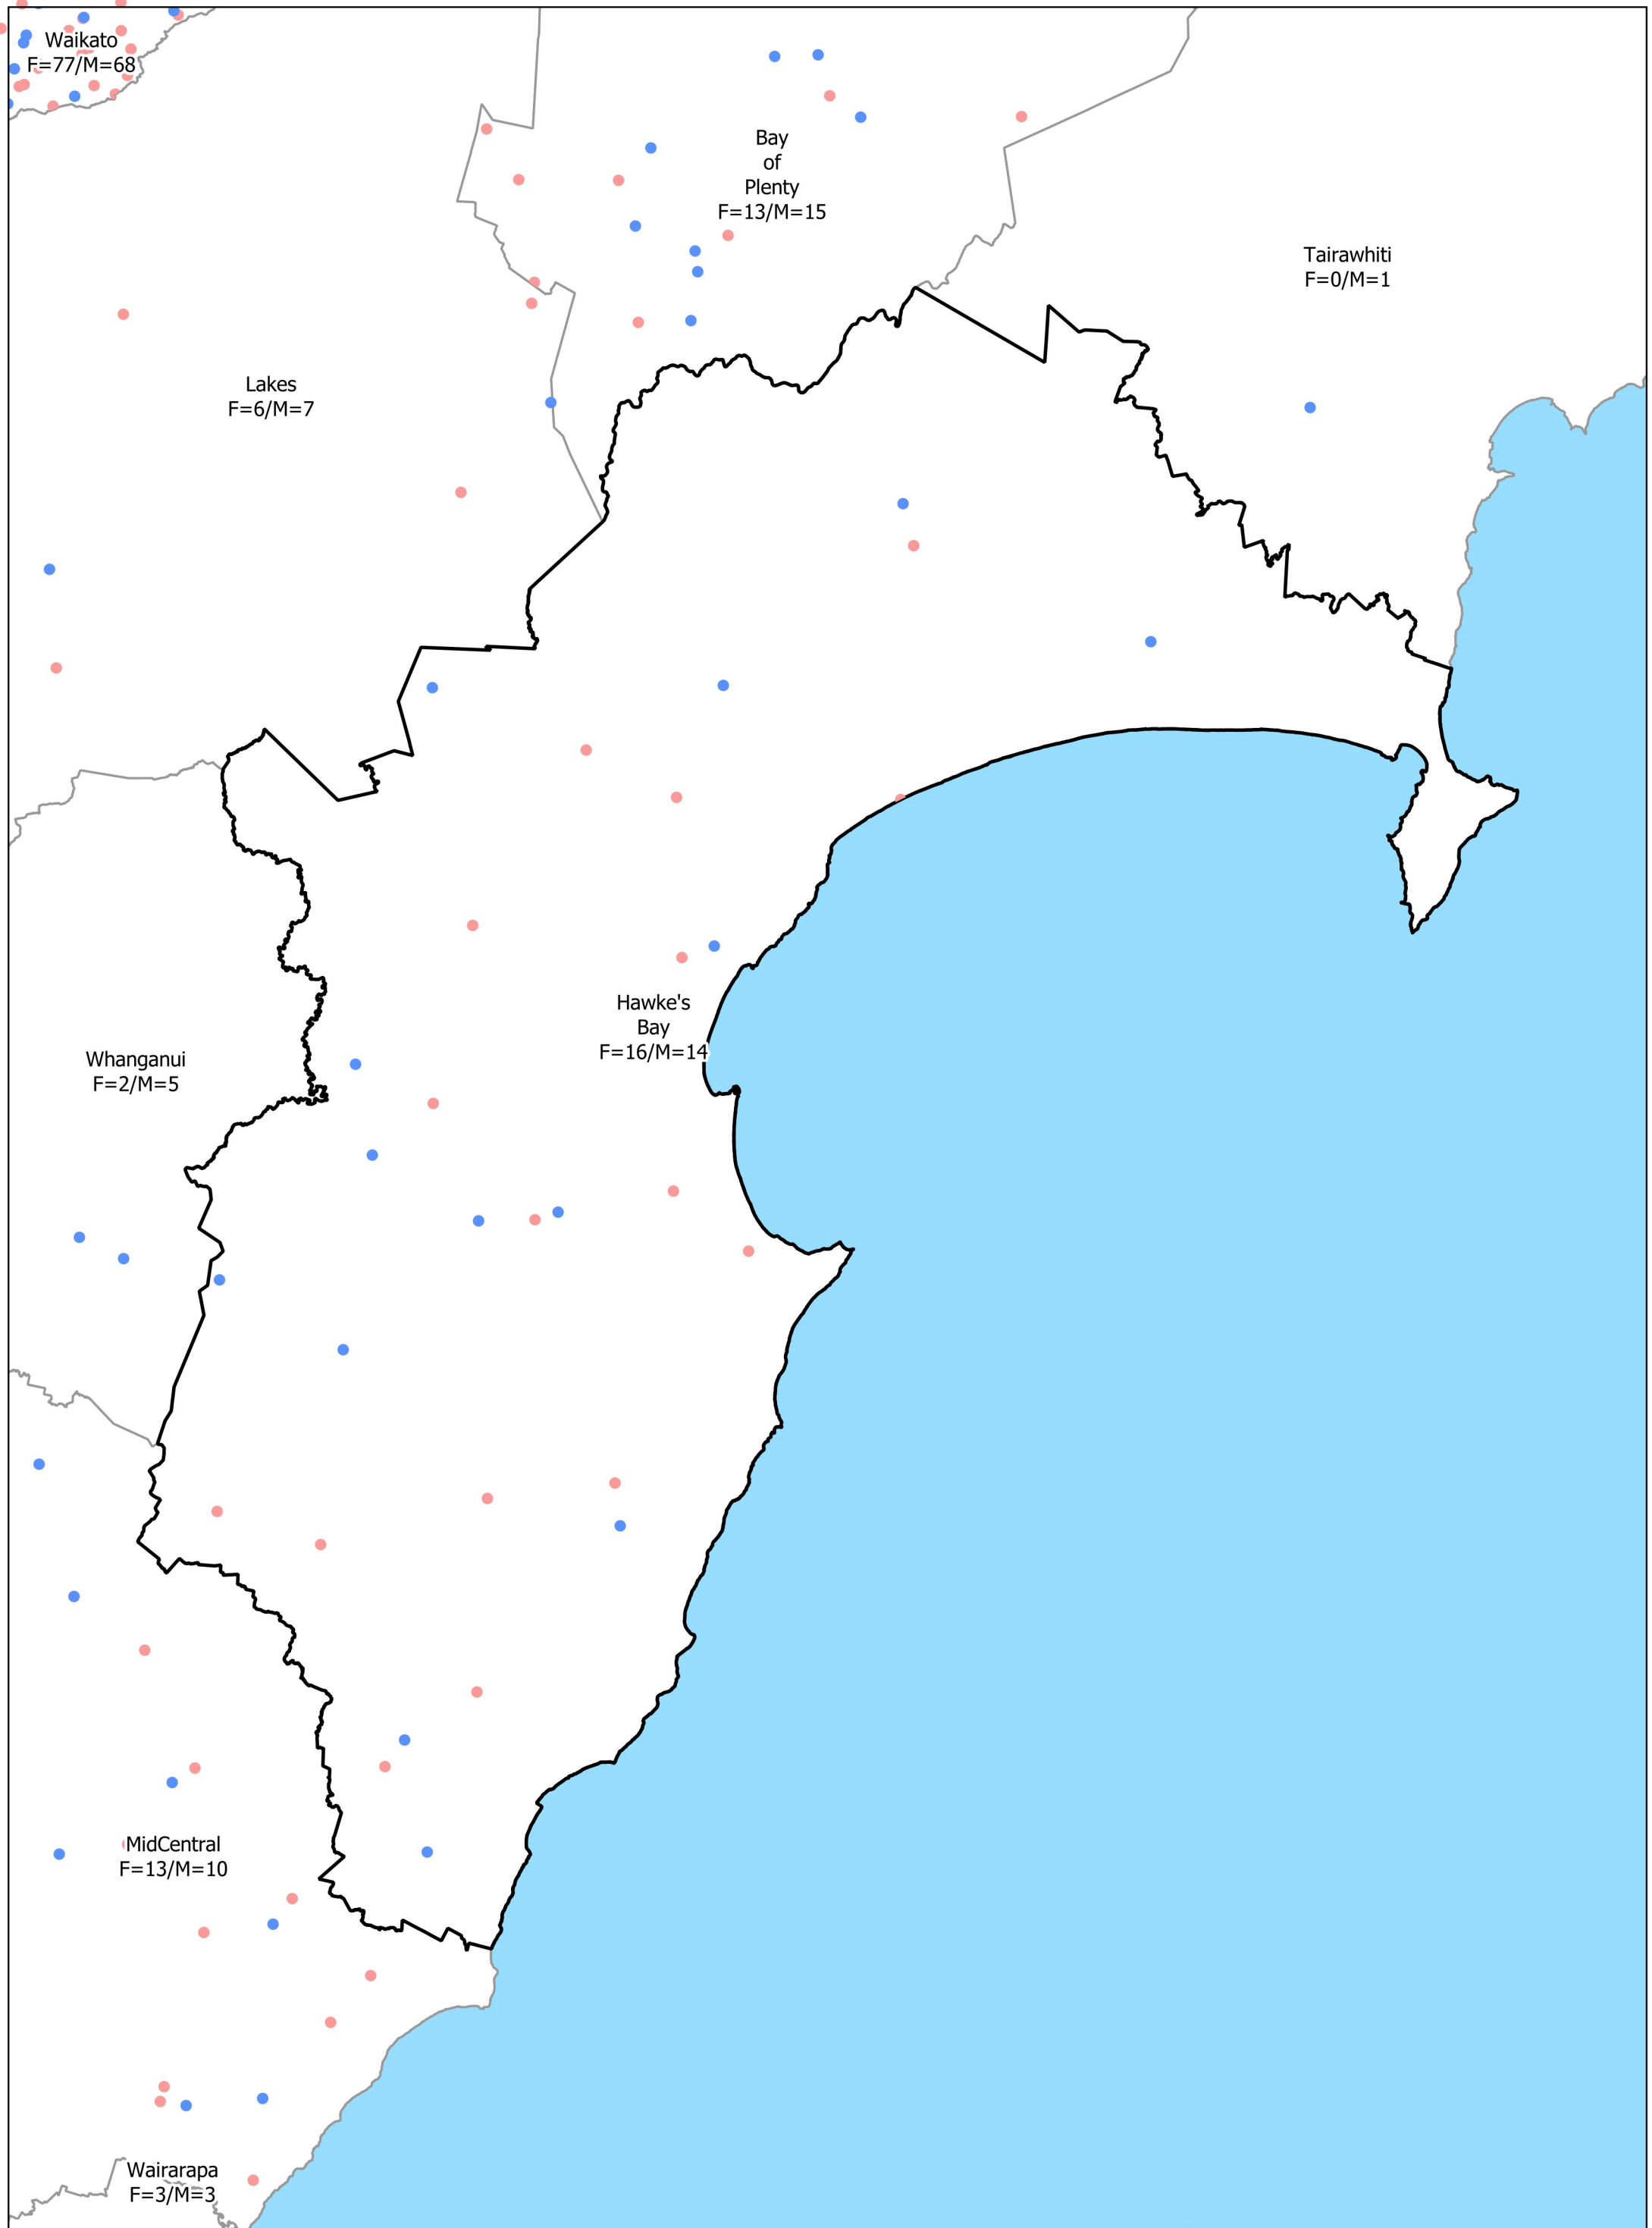 Waikato
F=77/M=68
Bay
of
Plenty
F=13/M=15
Tairawhiti
F=0/M=1
Lakes
F=6/M=7
Hawke's
Bay
F=16/M=14
Whanganui
F=2/M=5
MidCentral
F=13/M=10
Wairarapa
F=3/M=3